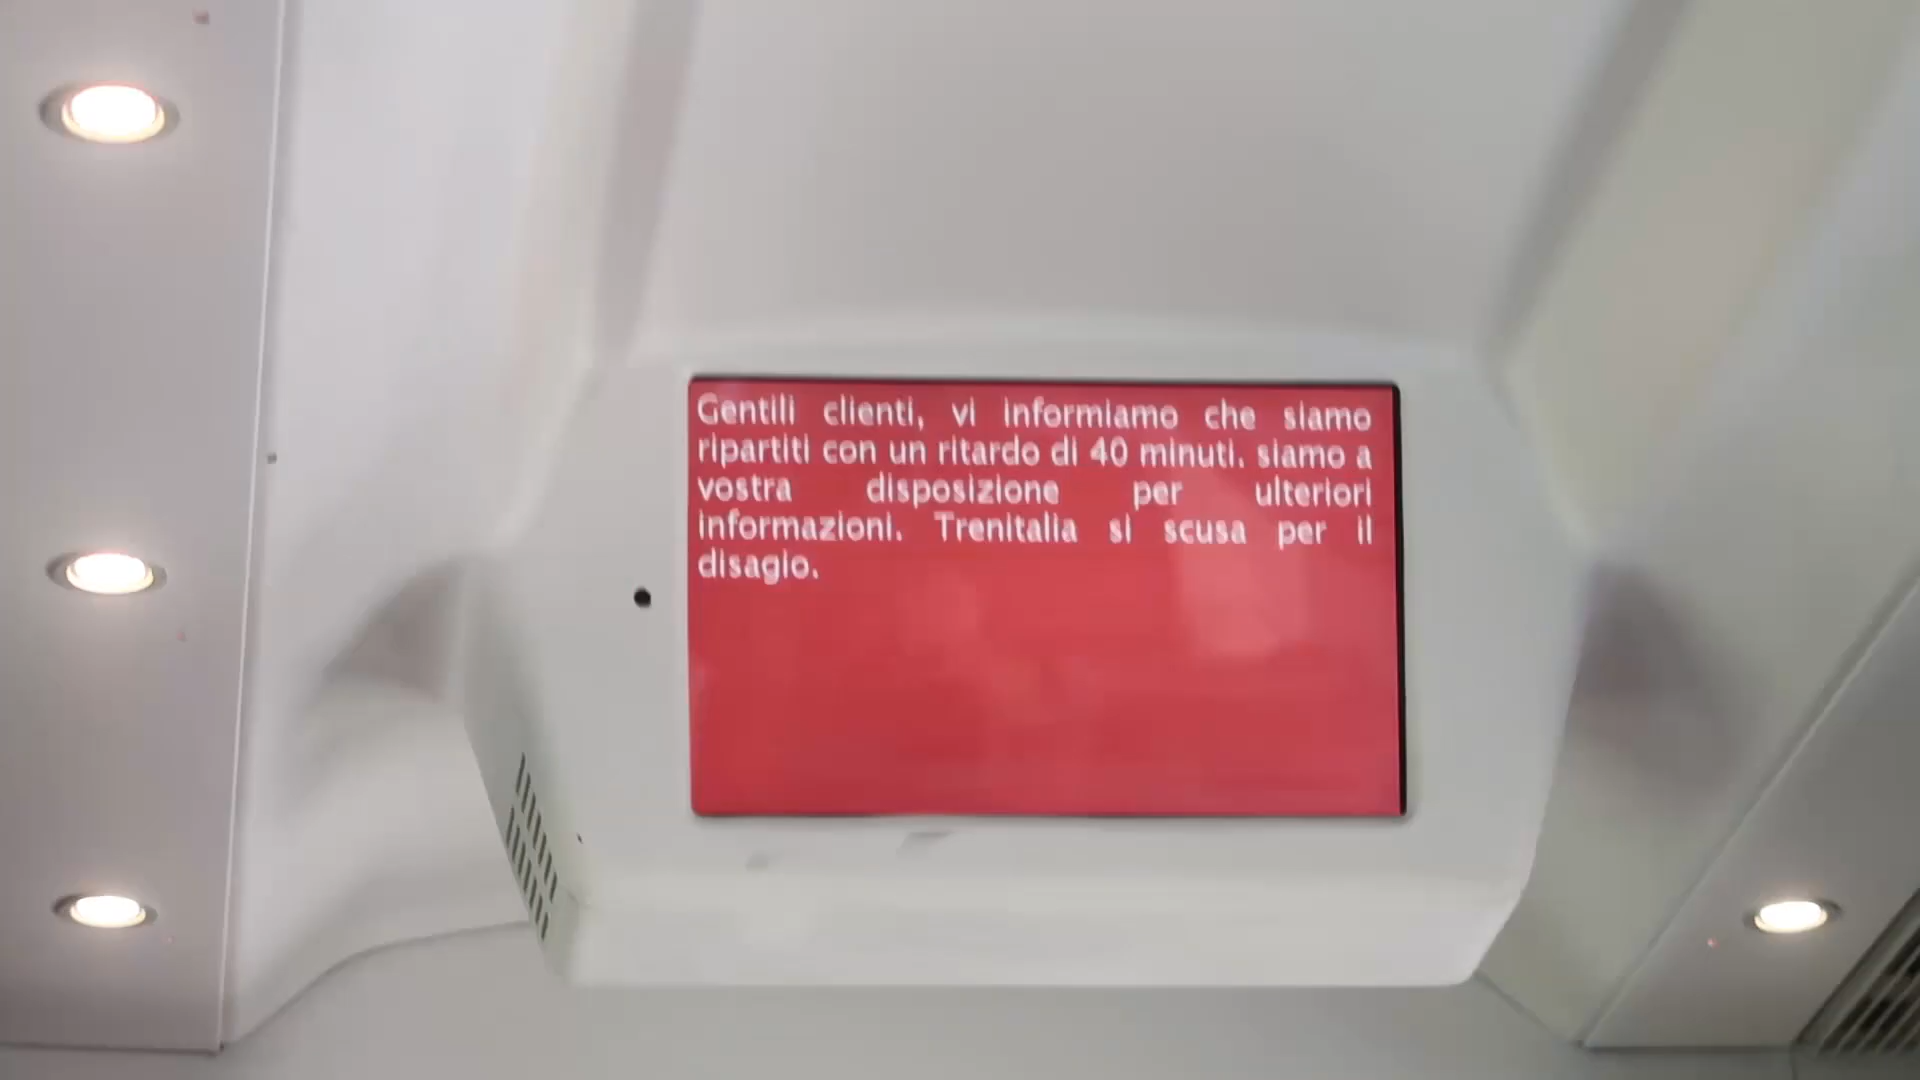 Gentili clienti, vi informiamo che siamo
ripartiti con un ritardo di 40 minuti. siamo a
vostra disposizione per ulteriori
informazioni. Trenitalia si scusa per il
disagio.